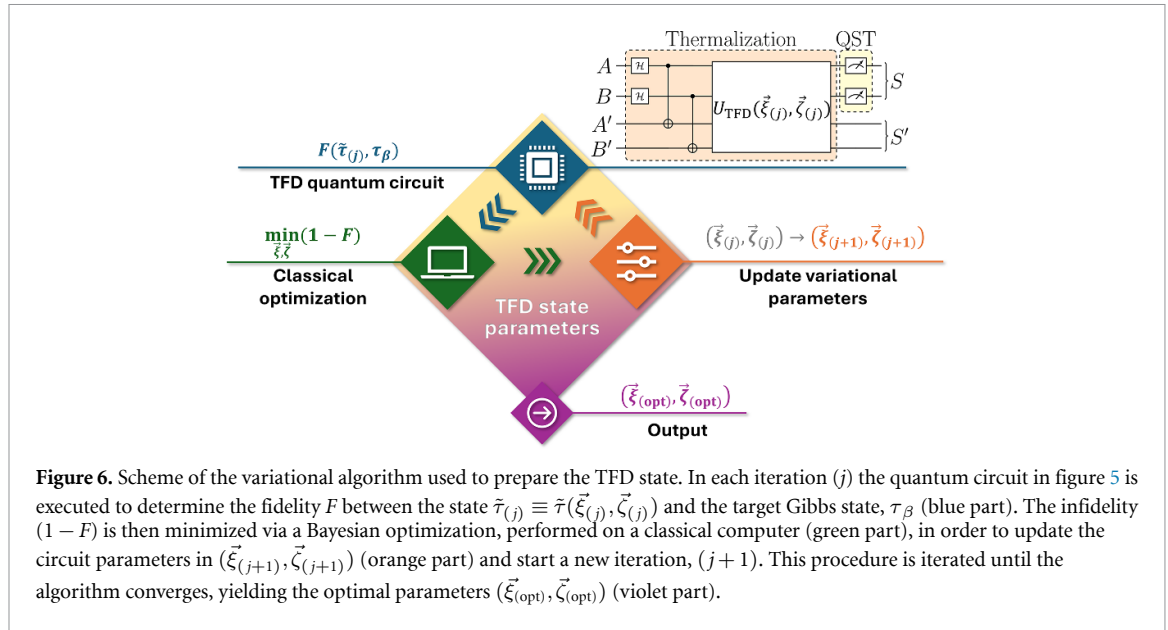 Thermalization QST
A ℋ
B ℋ
A′
B′
U_TFD(ξ⃗_(j), ζ⃗_(j))
S
S′
F(τ̃_(j), τ_β)
TFD quantum circuit
min(1 − F)
ξ⃗,ζ⃗
Classical
optimization
(ξ⃗_(j), ζ⃗_(j)) → (ξ⃗_(j+1), ζ⃗_(j+1))
Update variational
parameters
TFD state
parameters
(ξ⃗_(opt), ζ⃗_(opt))
Output
Figure 6. Scheme of the variational algorithm used to prepare the TFD state. In each iteration (j) the quantum circuit in figure 5 is
executed to determine the fidelity F between the state τ̃_(j) ≡ τ̃(ξ⃗_(j), ζ⃗_(j)) and the target Gibbs state, τ_β (blue part). The infidelity
(1 − F) is then minimized via a Bayesian optimization, performed on a classical computer (green part), in order to update the
circuit parameters in (ξ⃗_(j+1), ζ⃗_(j+1)) (orange part) and start a new iteration, (j + 1). This procedure is iterated until the
algorithm converges, yielding the optimal parameters (ξ⃗_(opt), ζ⃗_(opt)) (violet part).